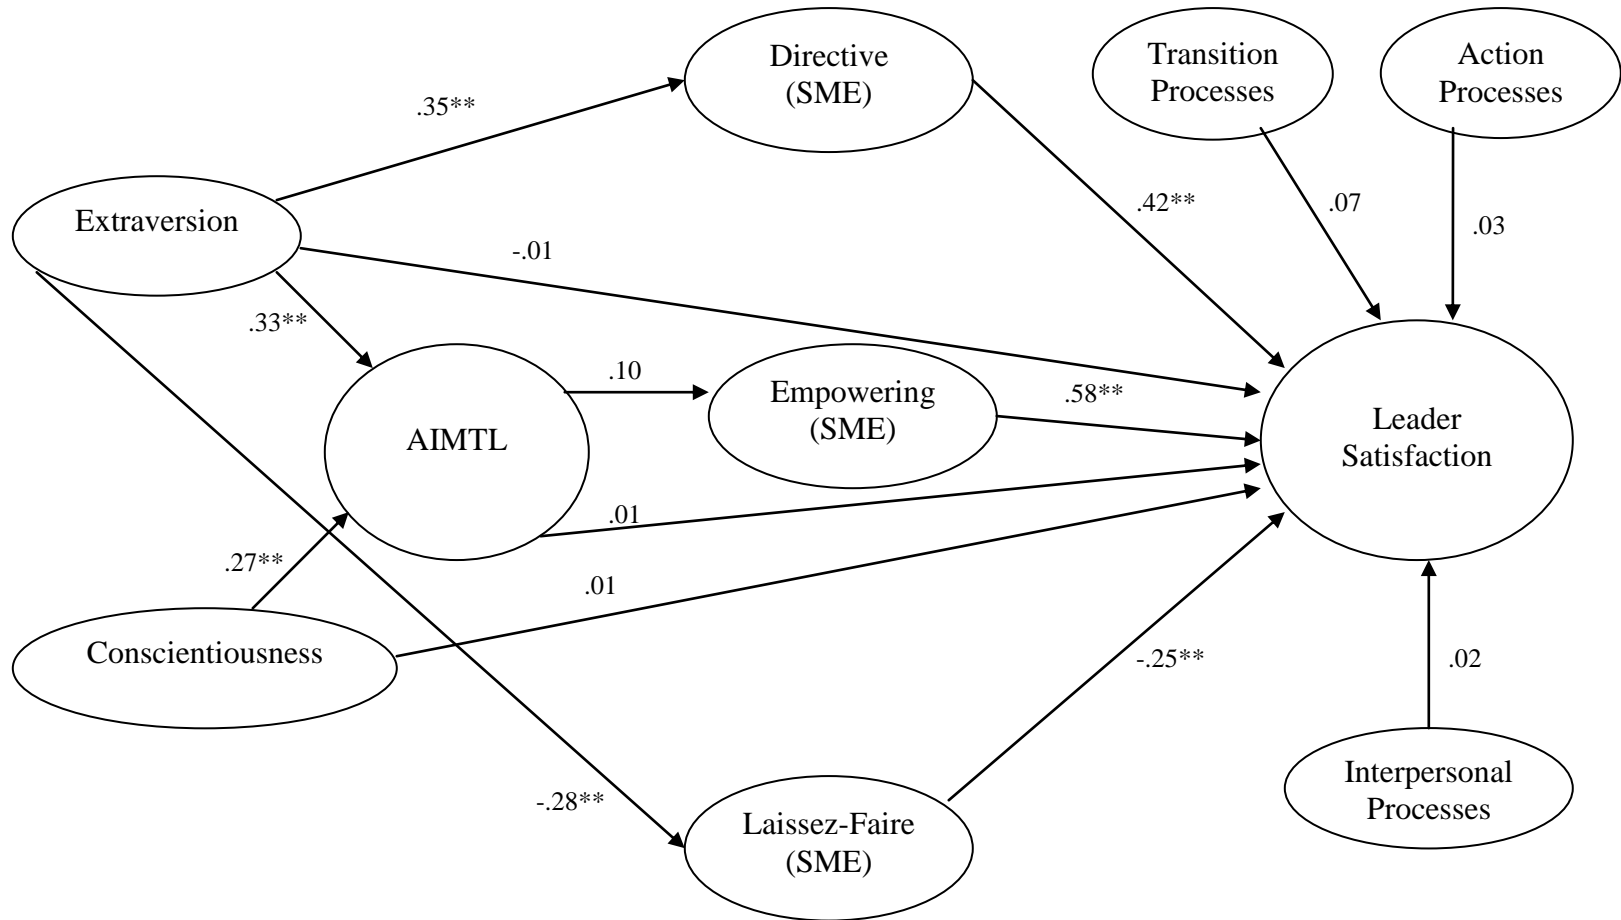 Directive
(SME)
Transition
Processes
Action
Processes
.35**
Extraversion
.42**
.07
.03
-.01
.33**
.10
Empowering
(SME)
.58**
AIMTL
Leader
Satisfaction
.01
.27**
.01
Conscientiousness
-.25**
.02
-.28**
Laissez-Faire
(SME)
Interpersonal
Processes